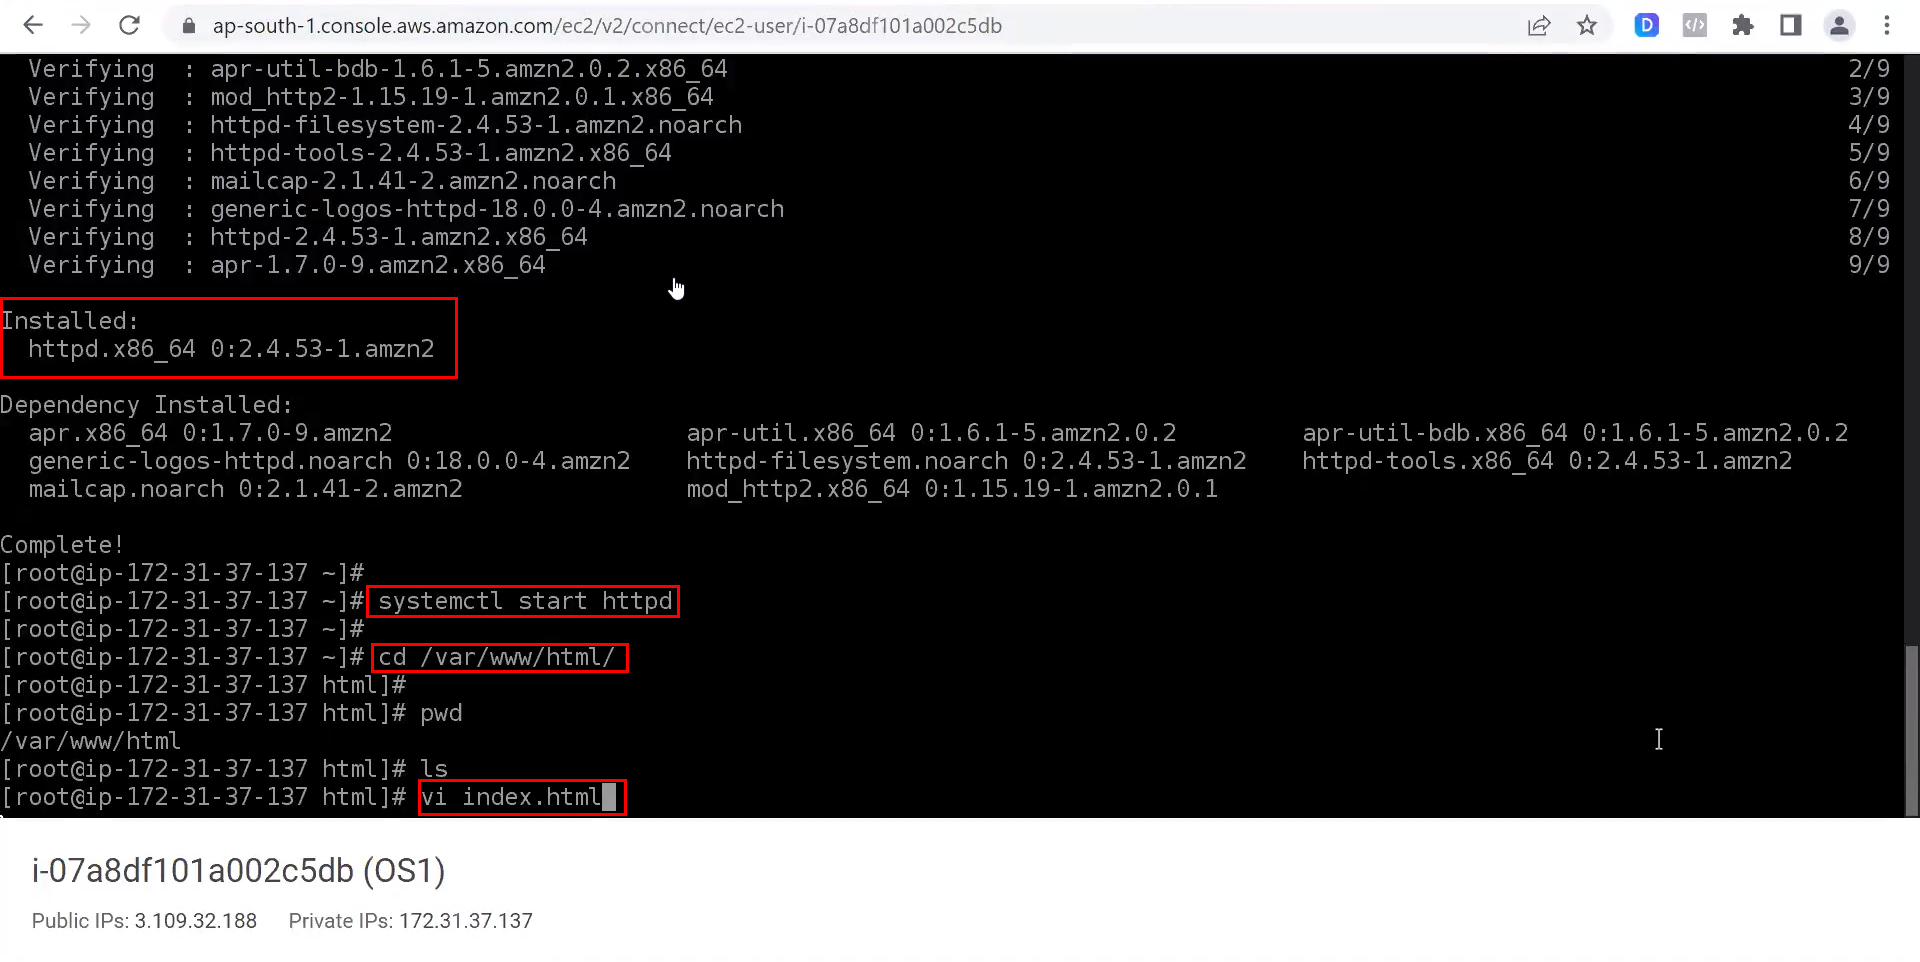 ap-south-1.console.aws.amazon.com/ec2/v2/connect/ec2-user/i-07a8df101a002c5db
D
</>
Verifying  : apr-util-bdb-1.6.1-5.amzn2.0.2.x86_64 2/9
Verifying  : mod_http2-1.15.19-1.amzn2.0.1.x86_64 3/9
Verifying  : httpd-filesystem-2.4.53-1.amzn2.noarch 4/9
Verifying  : httpd-tools-2.4.53-1.amzn2.x86_64 5/9
Verifying  : mailcap-2.1.41-2.amzn2.noarch 6/9
Verifying  : generic-logos-httpd-18.0.0-4.amzn2.noarch 7/9
Verifying  : httpd-2.4.53-1.amzn2.x86_64 8/9
Verifying  : apr-1.7.0-9.amzn2.x86_64 9/9
Installed:
httpd.x86_64 0:2.4.53-1.amzn2
Dependency Installed:
apr.x86_64 0:1.7.0-9.amzn2 apr-util.x86_64 0:1.6.1-5.amzn2.0.2 apr-util-bdb.x86_64 0:1.6.1-5.amzn2.0.2
generic-logos-httpd.noarch 0:18.0.0-4.amzn2 httpd-filesystem.noarch 0:2.4.53-1.amzn2 httpd-tools.x86_64 0:2.4.53-1.amzn2
mailcap.noarch 0:2.1.41-2.amzn2 mod_http2.x86_64 0:1.15.19-1.amzn2.0.1
Complete!
[root@ip-172-31-37-137 ~]#
[root@ip-172-31-37-137 ~]# systemctl start httpd
[root@ip-172-31-37-137 ~]#
[root@ip-172-31-37-137 ~]# cd /var/www/html/
[root@ip-172-31-37-137 html]#
[root@ip-172-31-37-137 html]# pwd
/var/www/html
[root@ip-172-31-37-137 html]# ls
[root@ip-172-31-37-137 html]# vi index.html
i-07a8df101a002c5db (OS1)
Public IPs: 3.109.32.188 Private IPs: 172.31.37.137